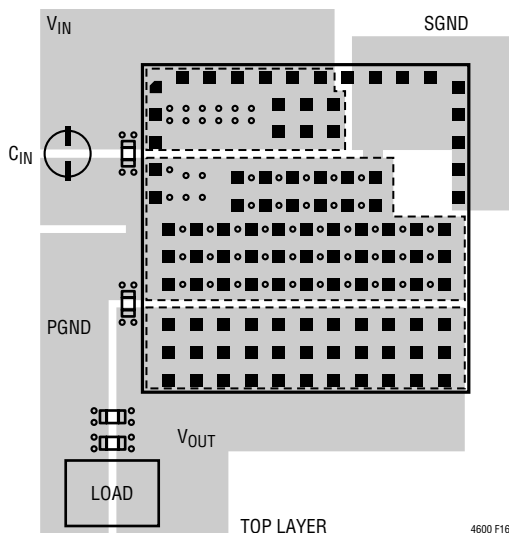 VIN
SGND
CIN
PGND
VOUT
LOAD
TOP LAYER
4600 F16